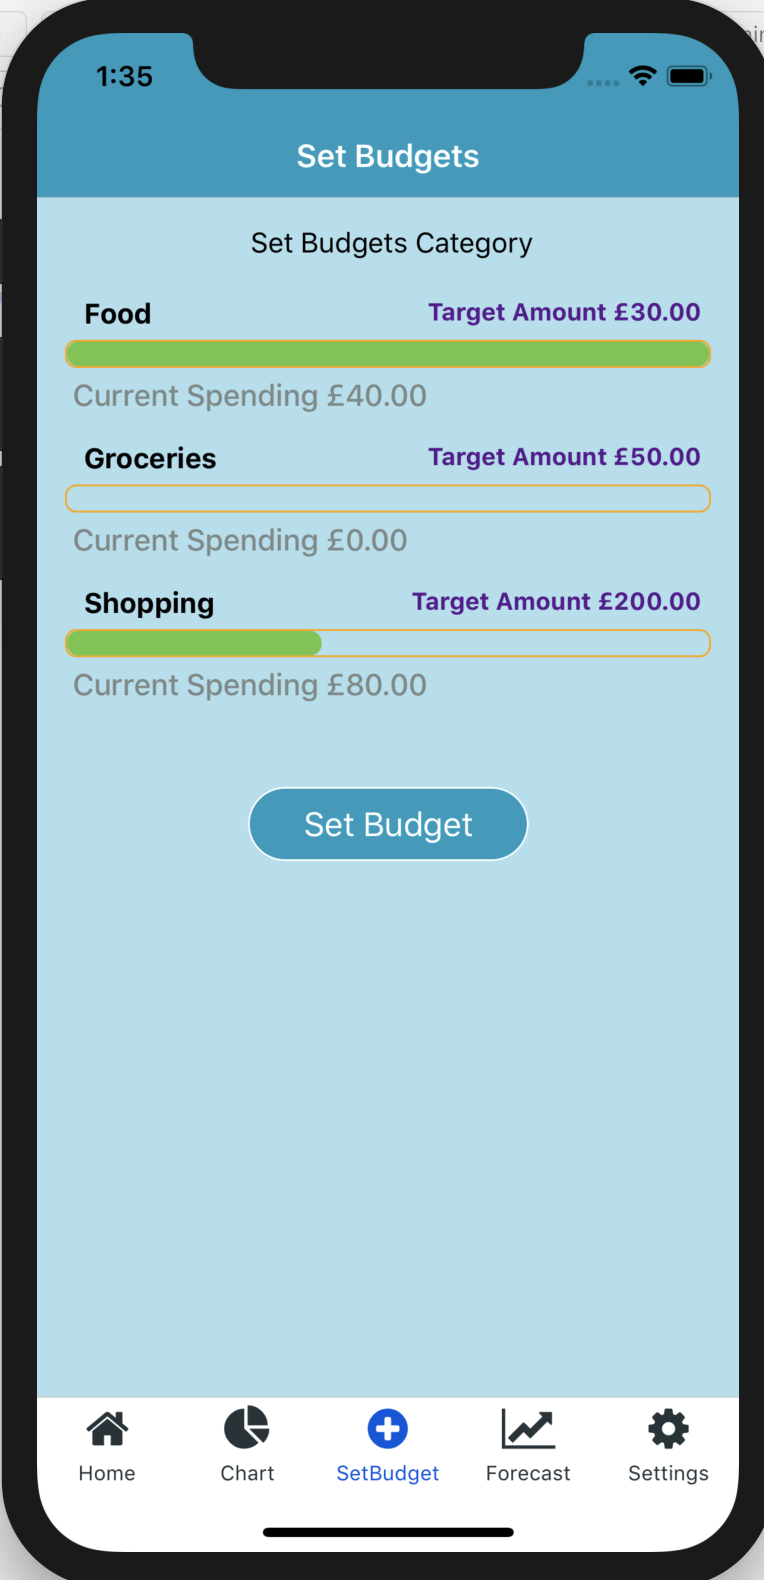 1:35
Set Budgets
Set Budgets Category
Food Target Amount £30.00
Current Spending £40.00
Groceries Target Amount £50.00
Current Spending £0.00
Shopping Target Amount £200.00
Current Spending £80.00
Set Budget
Home Chart SetBudget Forecast Settings